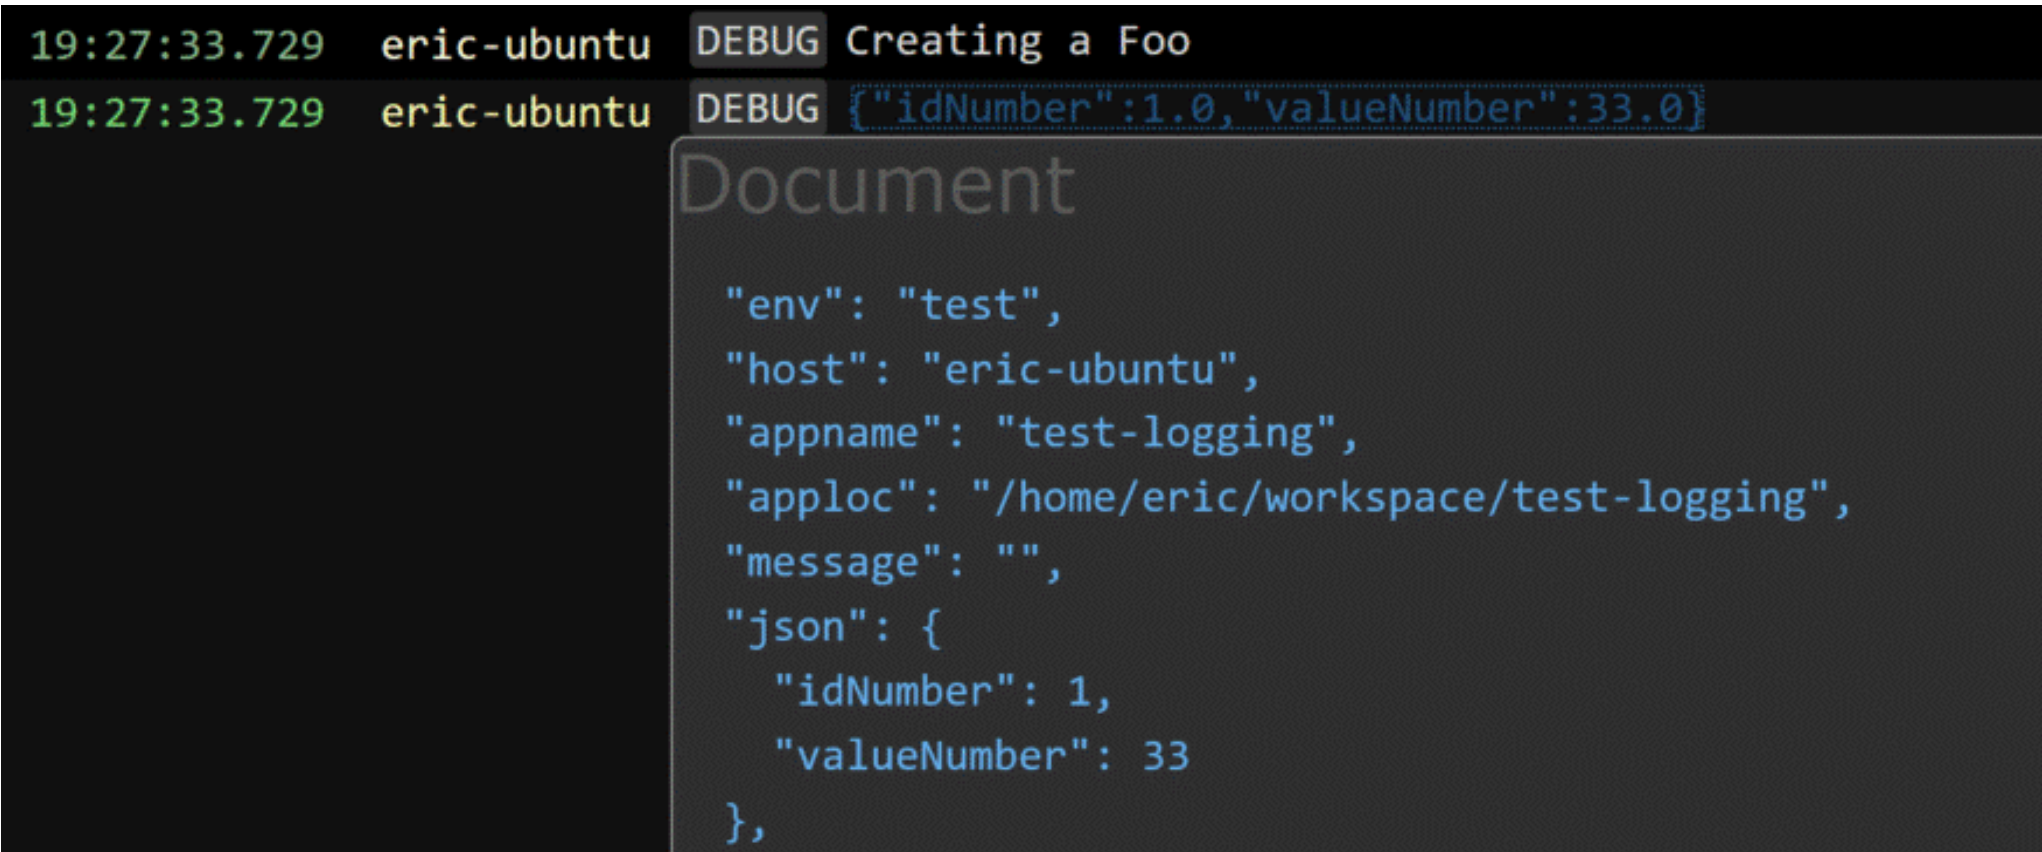 19:27:33.729 eric-ubuntu DEBUG Creating a Foo
19:27:33.729 eric-ubuntu DEBUG {"idNumber":1.0,"valueNumber":33.0}
Document
"env": "test",
"host": "eric-ubuntu",
"appname": "test-logging",
"apploc": "/home/eric/workspace/test-logging",
"message": "",
"json": {
"idNumber": 1,
"valueNumber": 33
},